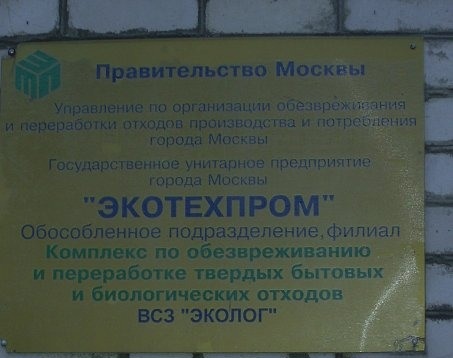 Правительство Москвы
Управление по организации обезвреживания
и переработки отходов производства и потребления
города Москвы
Государственное унитарное предприятие
города Москвы
"ЭКОТЕХПРОМ"
Обособленное подразделение, филиал
Комплекс по обезвреживанию
и переработке твердых бытовых
и биологических отходов
ВСЗ "ЭКОЛОГ"